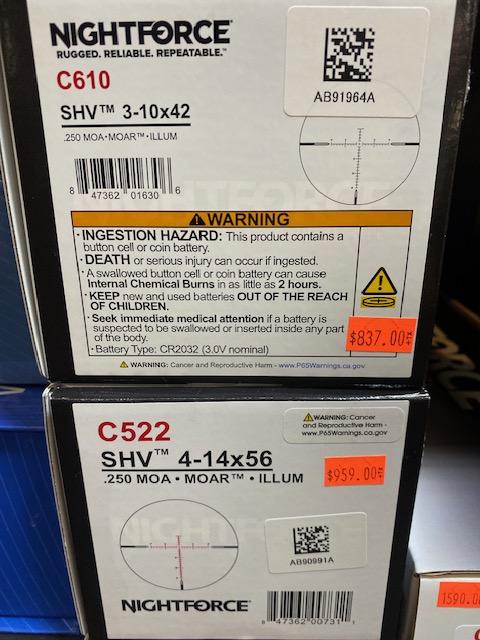 NIGHTFORCE
RUGGED. RELIABLE. REPEATABLE.™
C610
SHV™ 3-10x42
.250 MOA•MOAR™•ILLUM
AB91964A
8 47362 01630 6
WARNING
•INGESTION HAZARD: This product contains a
button cell or coin battery.
•DEATH or serious injury can occur if ingested.
•A swallowed button cell or coin battery can cause
Internal Chemical Burns in as little as 2 hours.
•KEEP new and used batteries OUT OF THE REACH
OF CHILDREN.
•Seek immediate medical attention if a battery is
suspected to be swallowed or inserted inside any part
of the body.
•Battery Type: CR2032 (3.0V nominal)
$837.00
WARNING: Cancer and Reproductive Harm - www.P65Warnings.ca.gov
C522
WARNING: Cancer
and Reproductive Harm -
www.P65Warnings.ca.gov
SHV™ 4-14x56
.250 MOA • MOAR™ • ILLUM
$959.00
AB90991A
NIGHTFORCE
47362 00731 1
1590.0